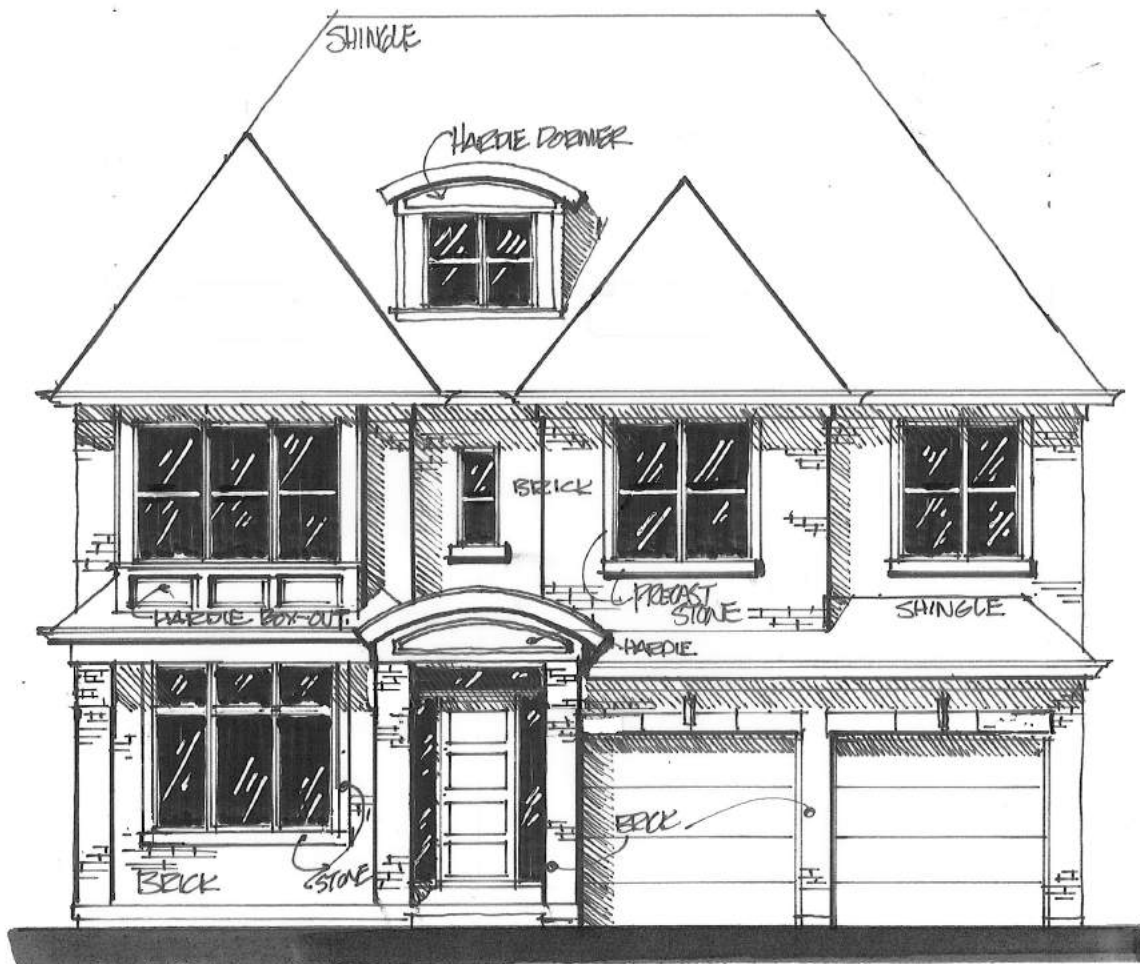 SHINGLE
HARDIE DORMER
BRICK
PRECAST
STONE
HARDIE BOX-OUT
SHINGLE
HARDIE
BRICK
BRICK
STONE